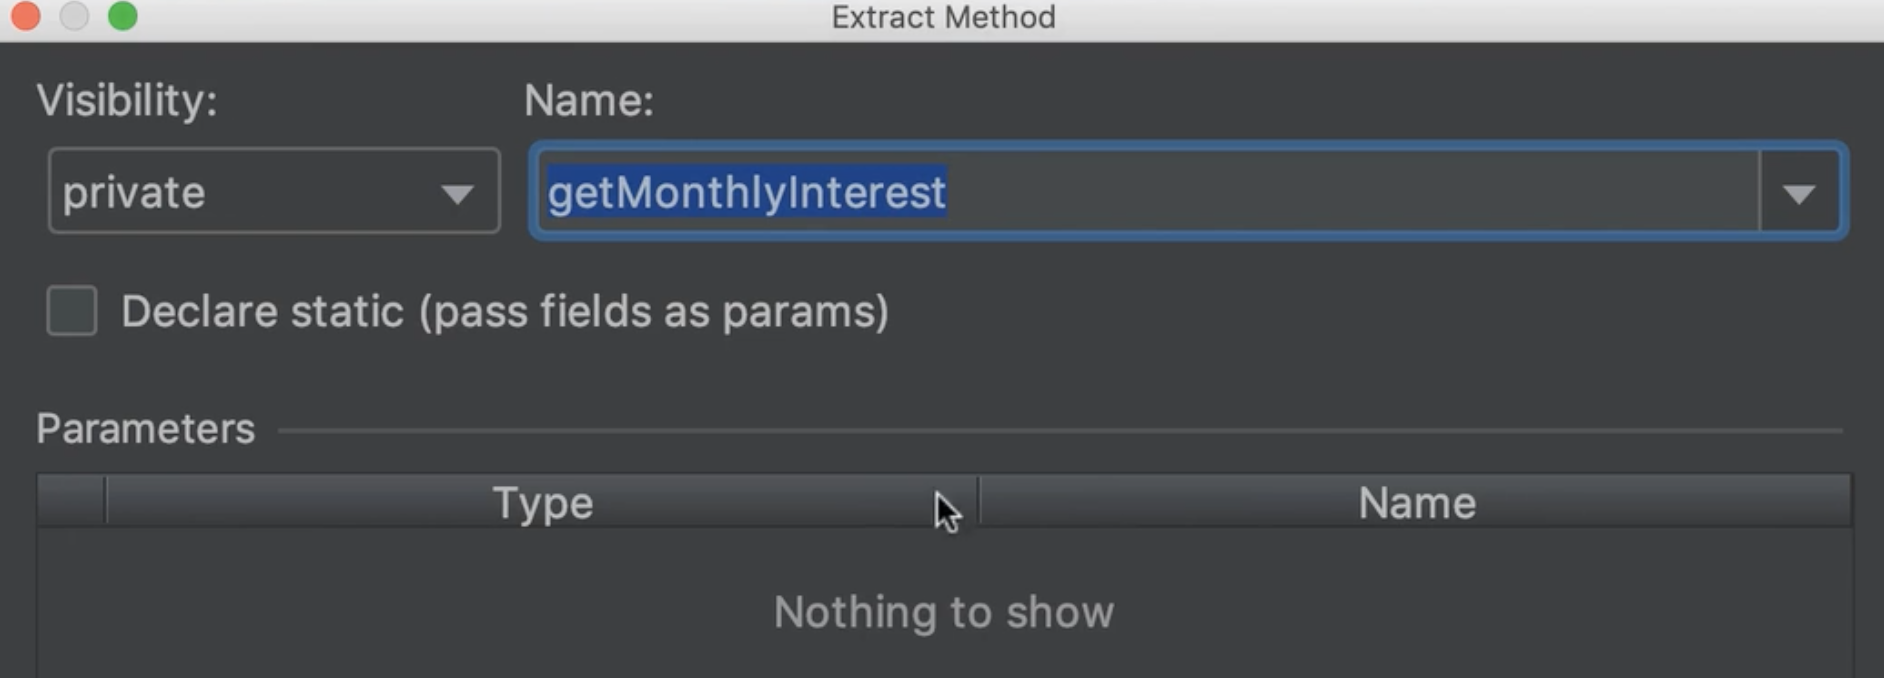 Extract Method
Visibility: Name:
private getMonthlyInterest
Declare static (pass fields as params)
Parameters
Type Name
Nothing to show